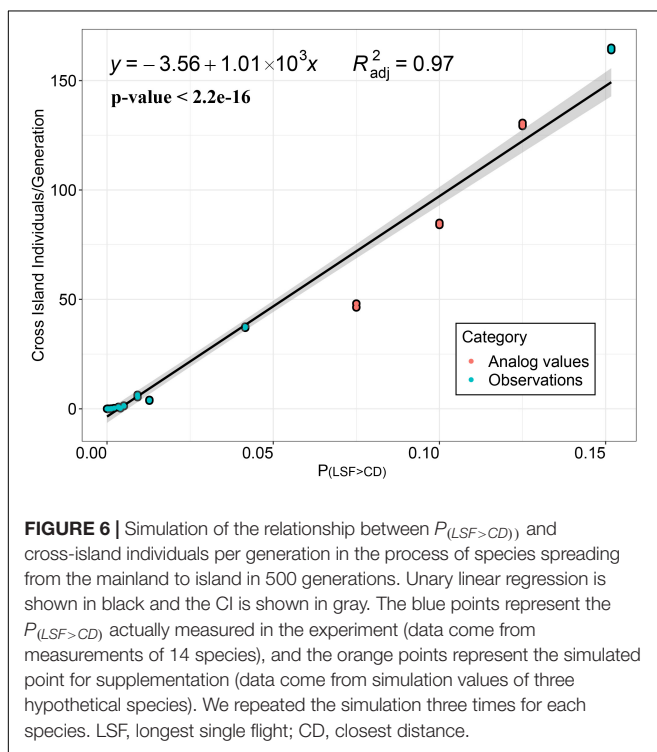 y = − 3.56 + 1.01 × 10³x R²adj = 0.97
p-value < 2.2e-16
Cross Island Individuals/Generation
150
100
50
0
Category
Analog values
Observations
0.00 0.05 0.10 0.15
P(LSF>CD)
FIGURE 6 | Simulation of the relationship between P(LSF>CD)) and
cross-island individuals per generation in the process of species spreading
from the mainland to island in 500 generations. Unary linear regression is
shown in black and the CI is shown in gray. The blue points represent the
P(LSF>CD) actually measured in the experiment (data come from
measurements of 14 species), and the orange points represent the simulated
point for supplementation (data come from simulation values of three
hypothetical species). We repeated the simulation three times for each
species. LSF, longest single flight; CD, closest distance.